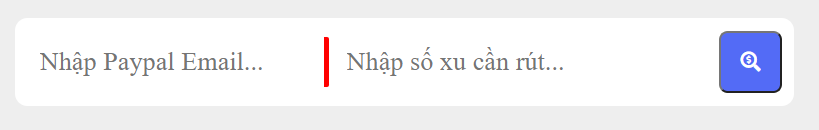 Nhập Paypal Email...
Nhập số xu cần rút...